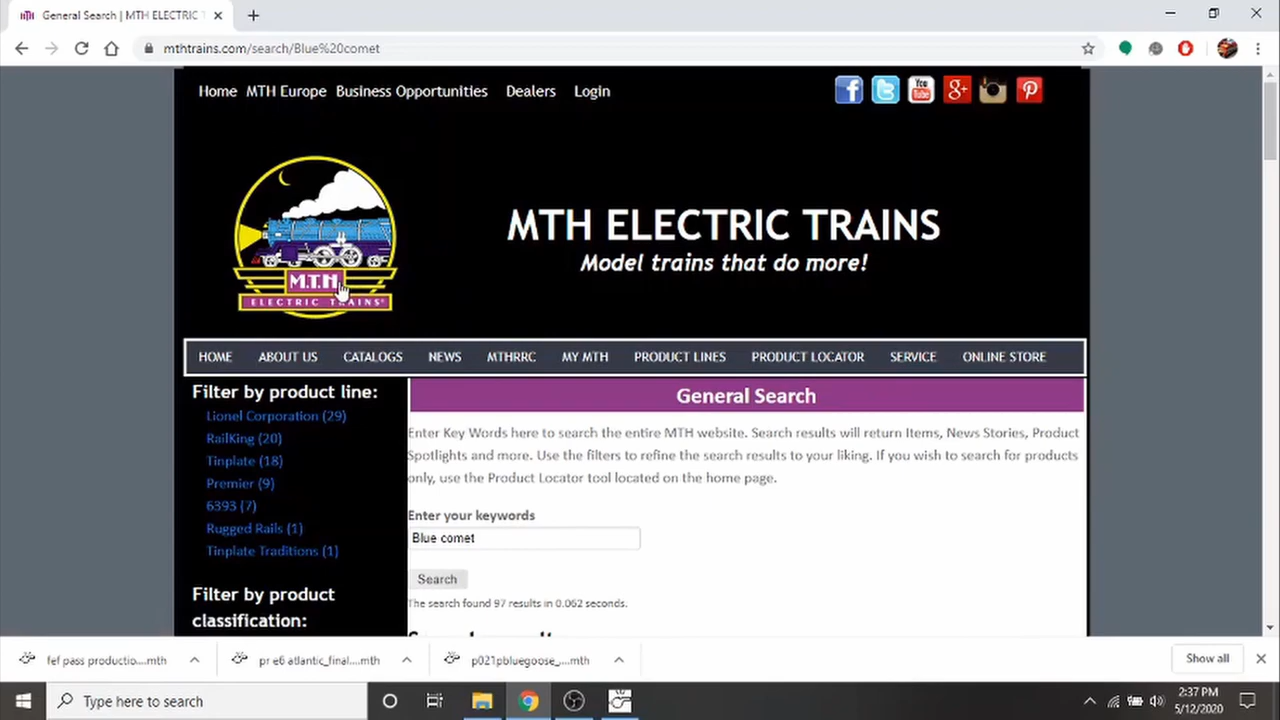 General Search | MTH ELECTRIC T
mthtrains.com/search/Blue%20comet
Home MTH Europe Business Opportunities Dealers Login
f t You Tube g+ P
M.T.H
ELECTRIC TRAINS
MTH ELECTRIC TRAINS
Model trains that do more!
HOME ABOUT US CATALOGS NEWS MTHRRC MY MTH PRODUCT LINES PRODUCT LOCATOR SERVICE ONLINE STORE
Filter by product line:
Lionel Corporation (29)
RailKing (20)
Tinplate (18)
Premier (9)
6393 (7)
Rugged Rails (1)
Tinplate Traditions (1)
Filter by product
classification:
General Search
Enter Key Words here to search the entire MTH website. Search results will return Items, News Stories, Product
Spotlights and more. Use the filters to refine the search results to your liking. If you wish to search for products
only, use the Product Locator tool located on the home page.
Enter your keywords
Blue comet
Search
The search found 97 results in 0.062 seconds.
fef pass productio....mth pr e6 atlantic_final....mth p021pbluegoose_....mth Show all
Type here to search
2:37 PM
5/12/2020